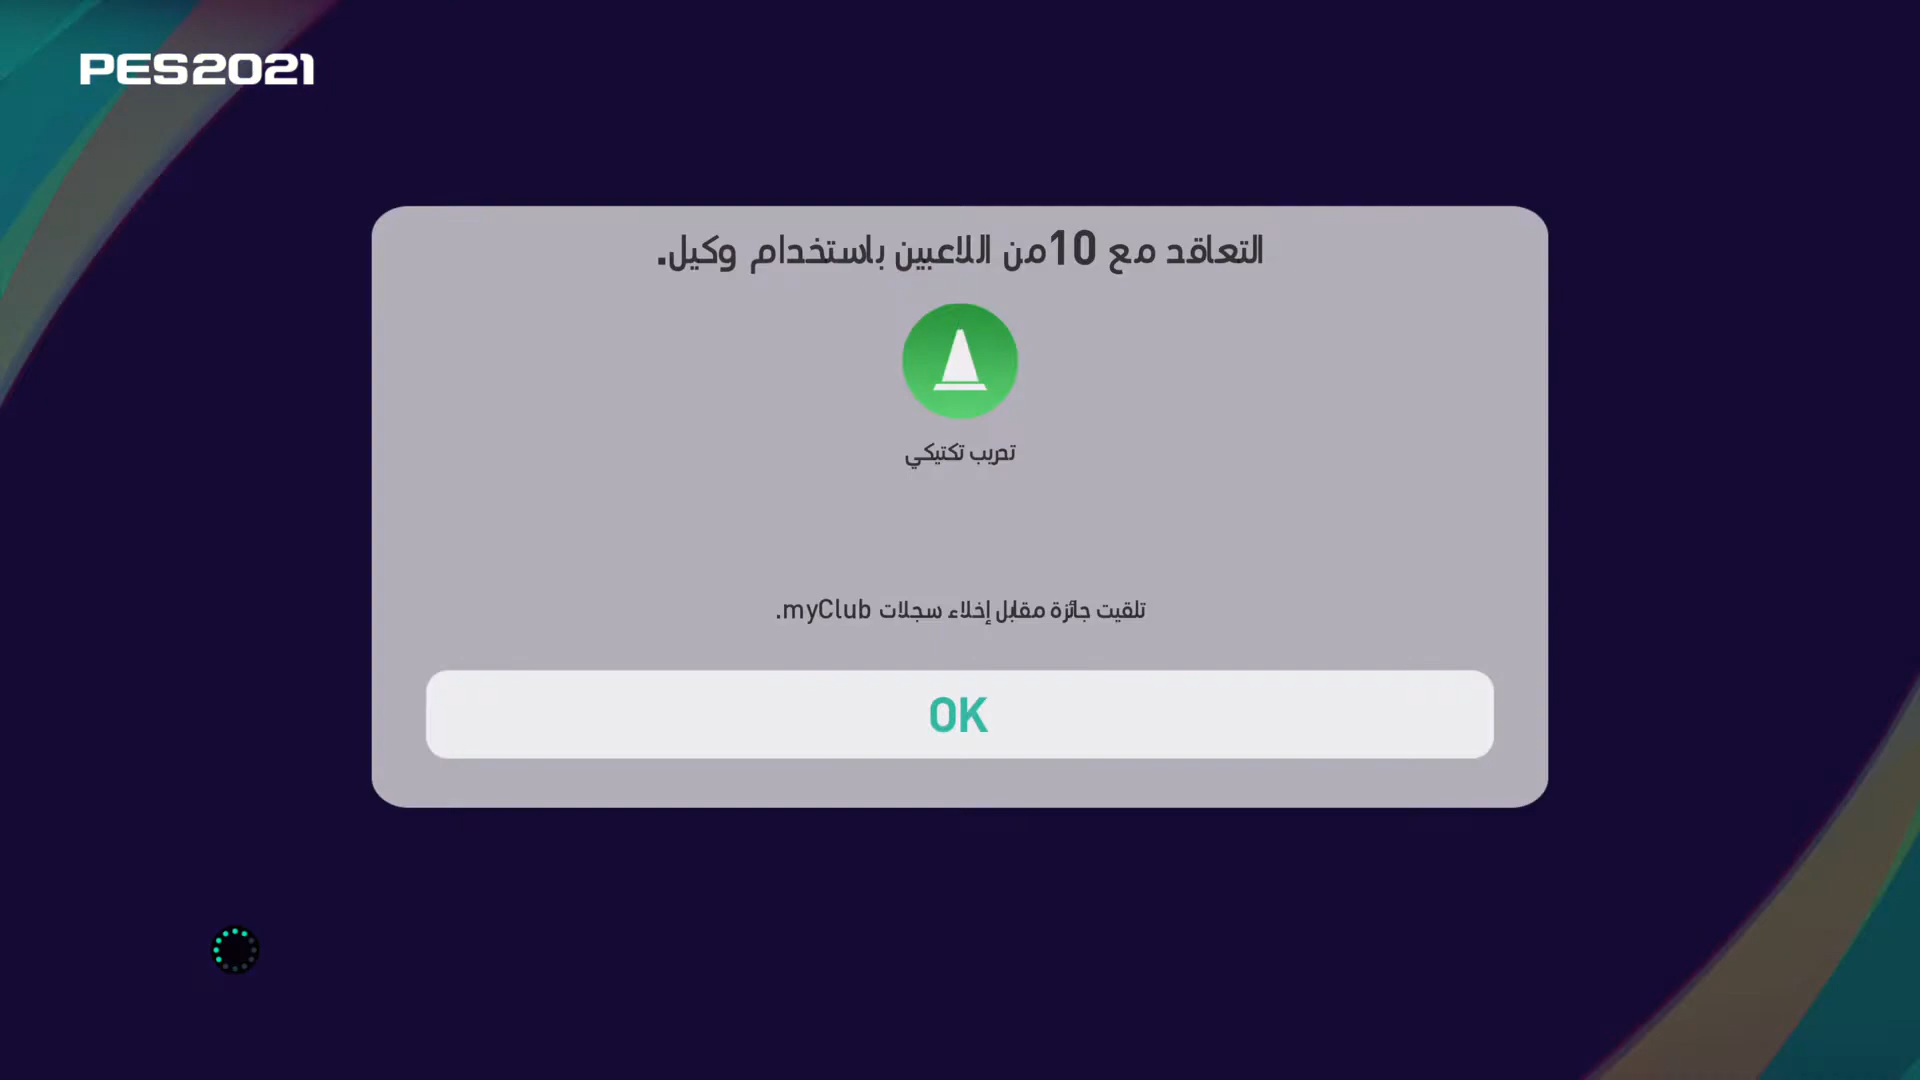 PES2021
التعاقد مع 10من اللاعبين باستخدام وكيل.
تدريب تكتيكي
تلقيت جائزة مقابل إخلاء سجلات myClub.
OK